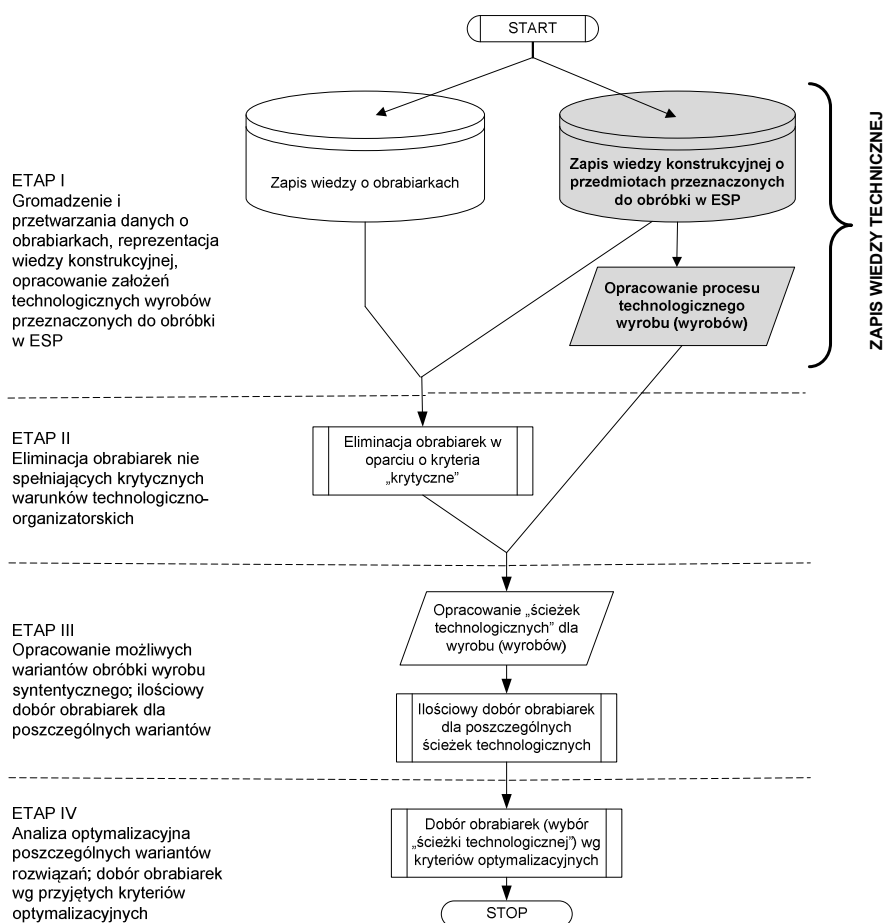 START
Zapis wiedzy o obrabiarkach
Zapis wiedzy konstrukcyjnej o
przedmiotach przeznaczonych
do obróbki w ESP
ZAPIS WIEDZY TECHNICZNEJ
ETAP I
Gromadzenie i
przetwarzania danych o
obrabiarkach, reprezentacja
wiedzy konstrukcyjnej,
opracowanie założeń
technologicznych wyrobów
przeznaczonych do obróbki
w ESP
Opracowanie procesu
technologicznego
wyrobu (wyrobów)
ETAP II
Eliminacja obrabiarek nie
spełniających krytycznych
warunków technologiczno-
organizatorskich
Eliminacja obrabiarek w
oparciu o kryteria
„krytyczne”
ETAP III
Opracowanie możliwych
wariantów obróbki wyrobu
syntentycznego; ilościowy
dobór obrabiarek dla
poszczególnych wariantów
Opracowanie „ścieżek
technologicznych” dla
wyrobu (wyrobów)
Ilościowy dobór obrabiarek
dla poszczególnych
ścieżek technologicznych
ETAP IV
Analiza optymalizacyjna
poszczególnych wariantów
rozwiązań; dobór obrabiarek
wg przyjętych kryteriów
optymalizacyjnych
Dobór obrabiarek (wybór
„ścieżki technologicznej”) wg
kryteriów optymalizacyjnych
STOP